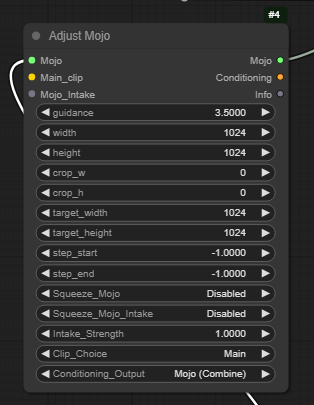 #4
Adjust Mojo
Mojo Mojo
Main_clip Conditioning
Mojo_Intake Info
guidance 3.5000
width 1024
height 1024
crop_w 0
crop_h 0
target_width 1024
target_height 1024
step_start -1.0000
step_end -1.0000
Squeeze_Mojo Disabled
Squeeze_Mojo_Intake Disabled
Intake_Strength 1.0000
Clip_Choice Main
Conditioning_Output Mojo (Combine)